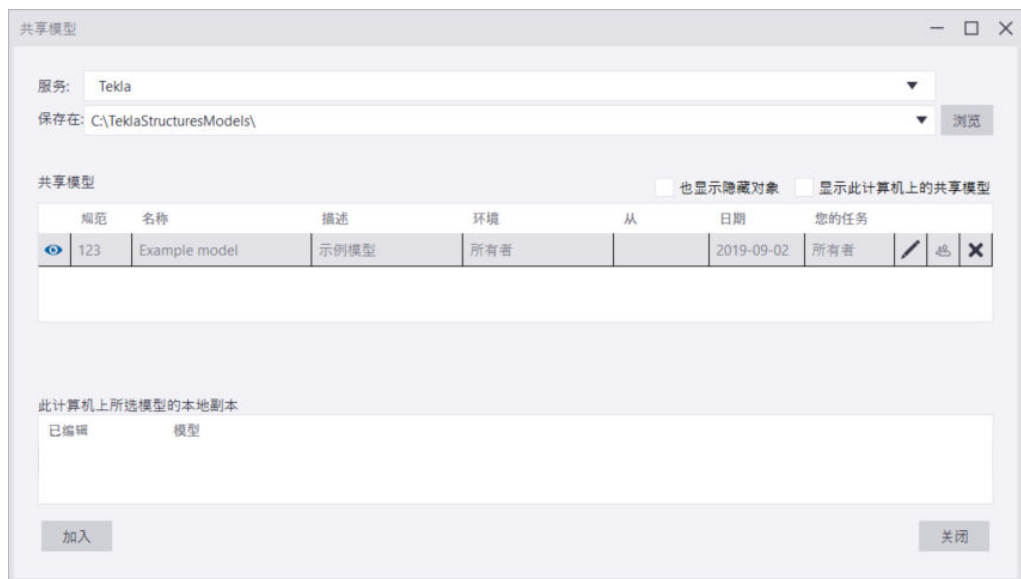 共享模型
服务: Tekla
保存在: C:\TeklaStructuresModels\ 浏览
共享模型 也显示隐藏对象 显示此计算机上的共享模型
规范 名称 描述 环境 从 日期 您的任务
123 Example model 示例模型 所有者 2019-09-02 所有者
此计算机上所选模型的本地副本
已编辑 模型
加入 关闭